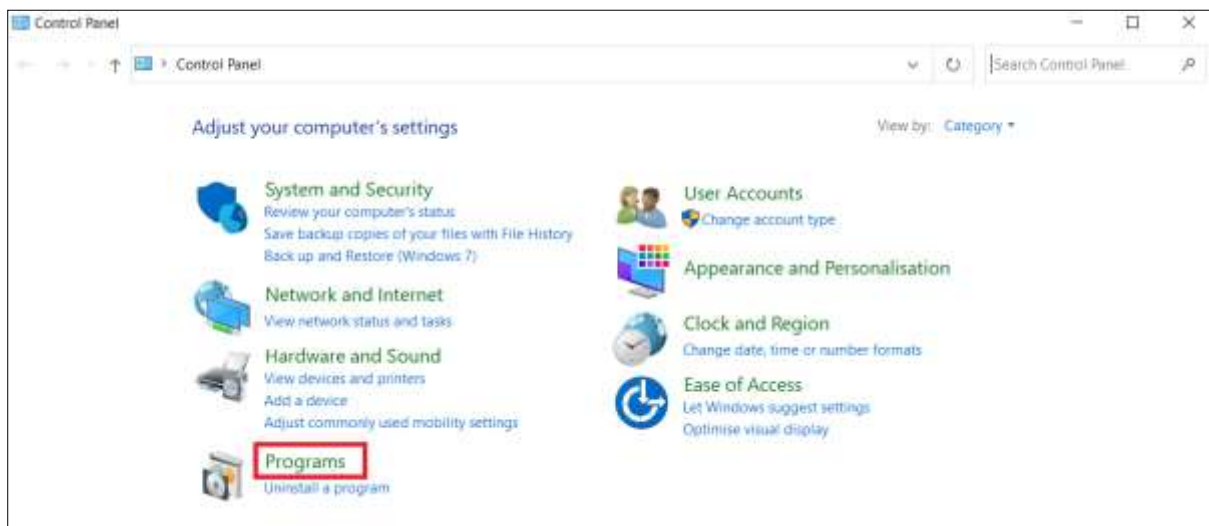 Control Panel
Control Panel
Search Control Panel
Adjust your computer's settings
View by: Category
System and Security
Review your computer's status
Save backup copies of your files with File History
Back up and Restore (Windows 7)
Network and Internet
View network status and tasks
Hardware and Sound
View devices and printers
Add a device
Adjust commonly used mobility settings
Programs
Uninstall a program
User Accounts
Change account type
Appearance and Personalisation
Clock and Region
Change date, time or number formats
Ease of Access
Let Windows suggest settings
Optimise visual display